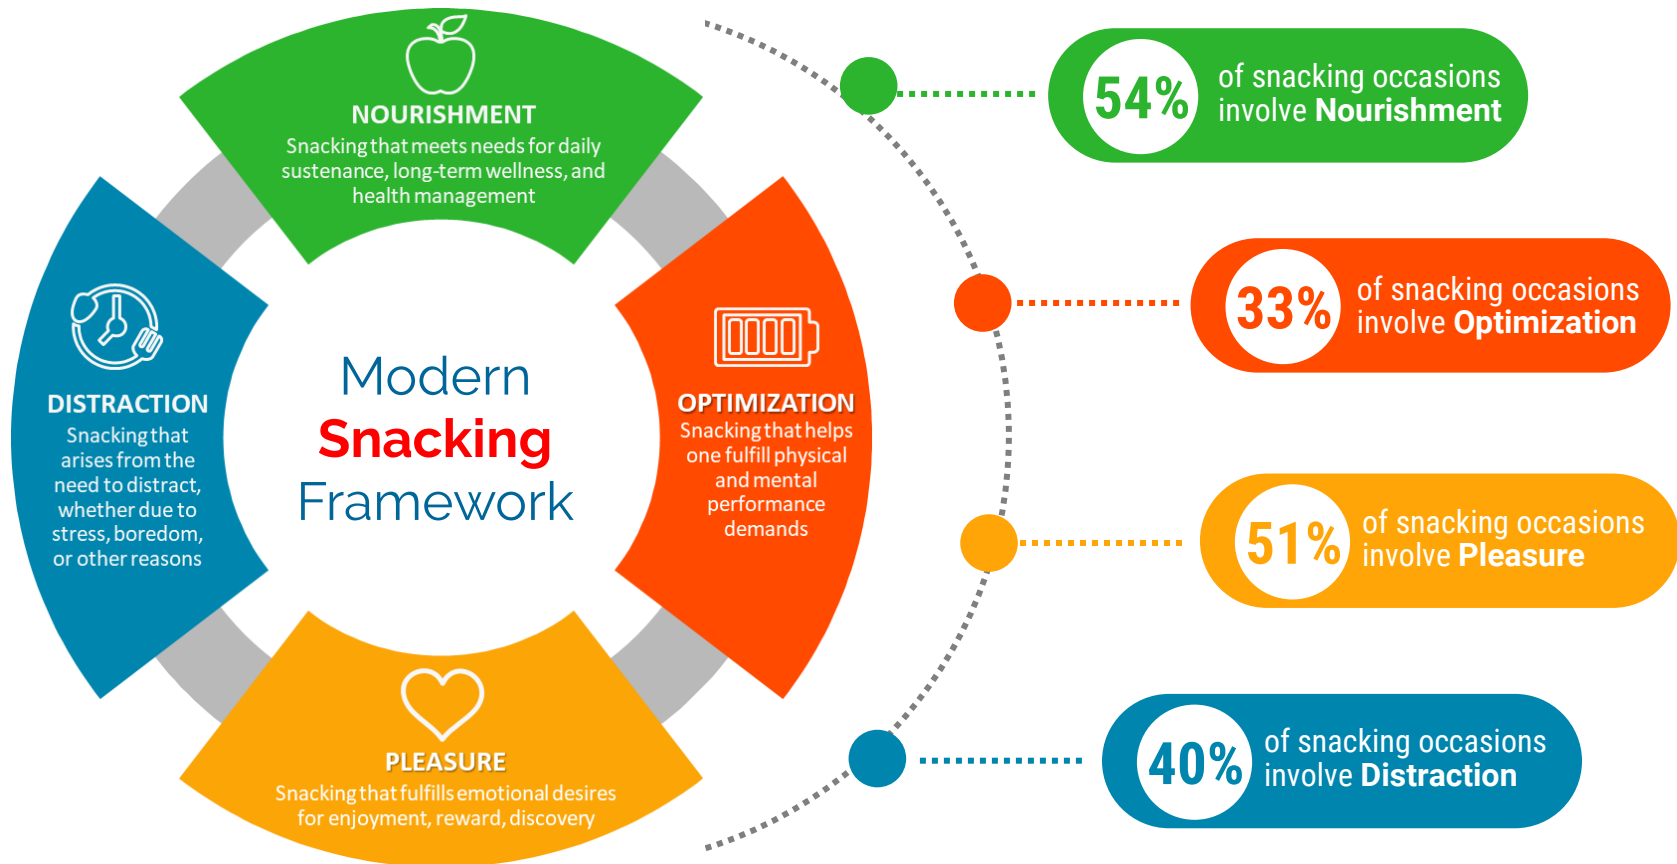 NOURISHMENT
Snacking that meets needs for daily
sustenance, long-term wellness, and
health management
DISTRACTION
Snacking that
arises from the
need to distract,
whether due to
stress, boredom,
or other reasons
Modern
Snacking
Framework
OPTIMIZATION
Snacking that helps
one fulfill physical
and mental
performance
demands
PLEASURE
Snacking that fulfills emotional desires
for enjoyment, reward, discovery
54%
of snacking occasions
involve Nourishment
33%
of snacking occasions
involve Optimization
51%
of snacking occasions
involve Pleasure
40%
of snacking occasions
involve Distraction